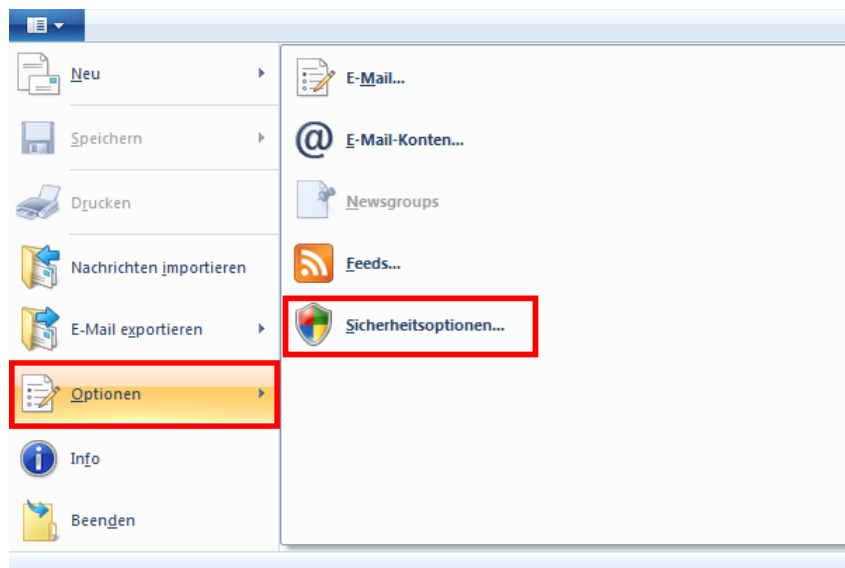 Neu
Speichern
Drucken
Nachrichten importieren
E-Mail exportieren
Optionen
Info
Beenden
E-Mail...
@
E-Mail-Konten...
Newsgroups
Feeds...
Sicherheitsoptionen...